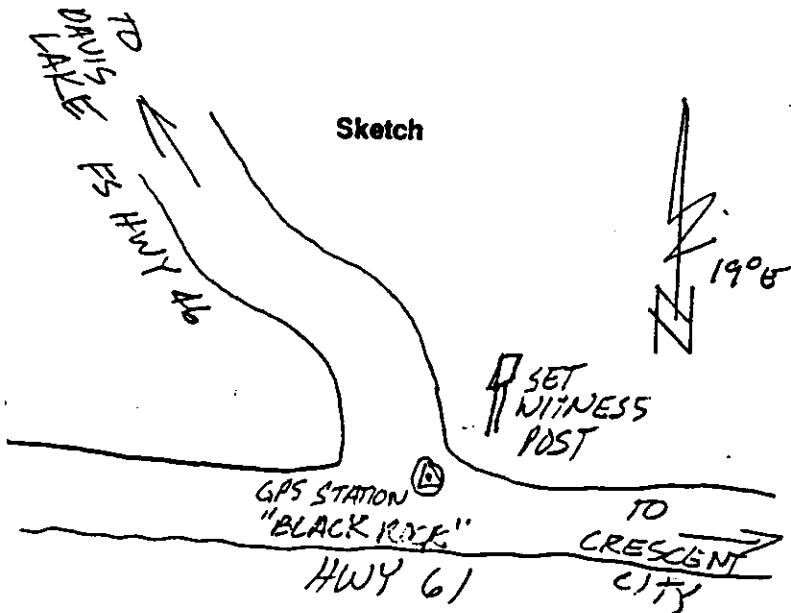 TO
DAVIS
LAKE
FS HWY 46
Sketch
N
19° E
SET
WITNESS
POST
GPS STATION
"BLACK ROCK"
TO
CRESCENT
CITY
HWY 61